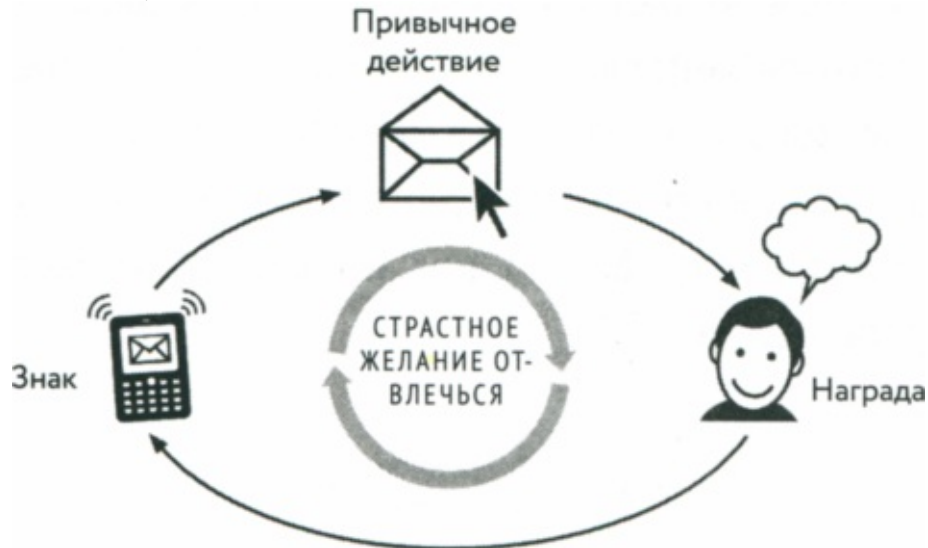 Привычное
действие
СТРАСТНОЕ
ЖЕЛАНИЕ ОТ-
ВЛЕЧЬСЯ
Знак
Награда